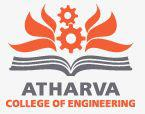 ATHARVA
COLLEGE OF ENGINEERING